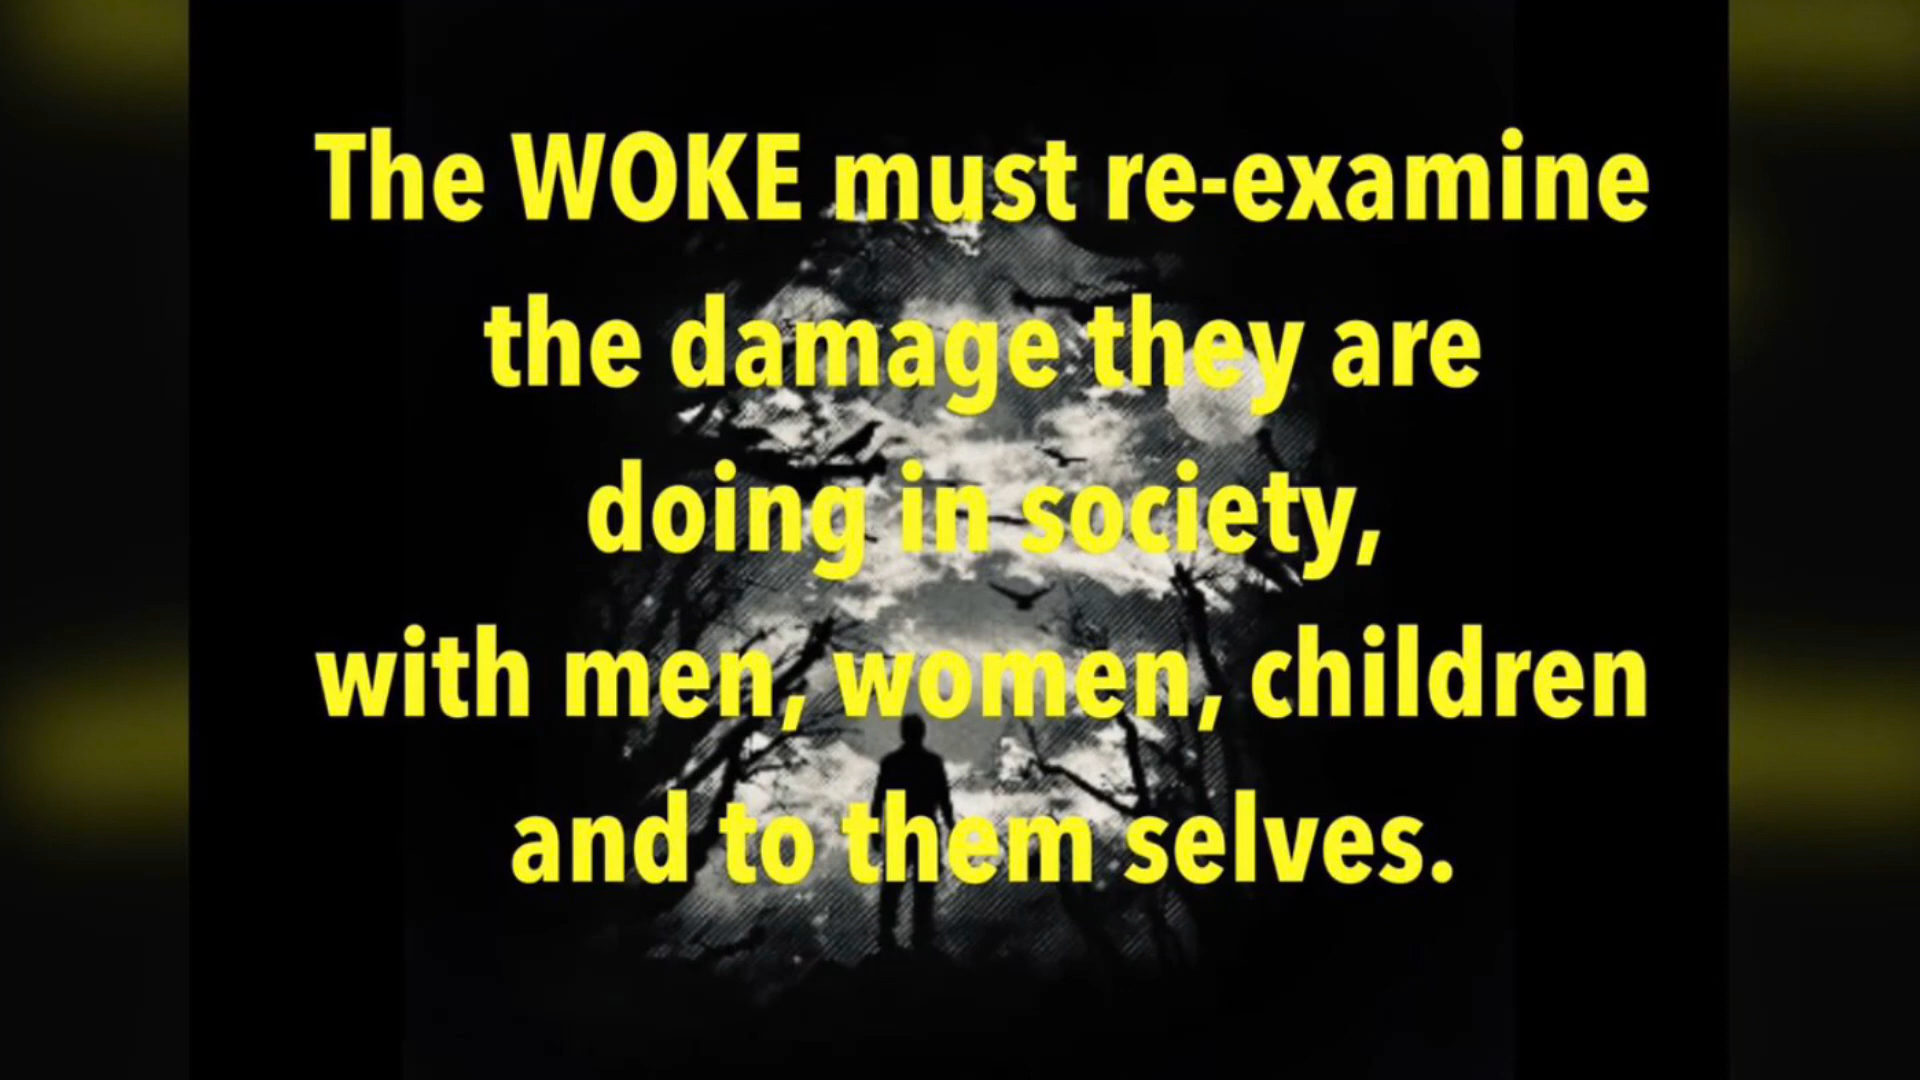 The WOKE must re-examine
the damage they are
doing in society,
with men, women, children
and to them selves.